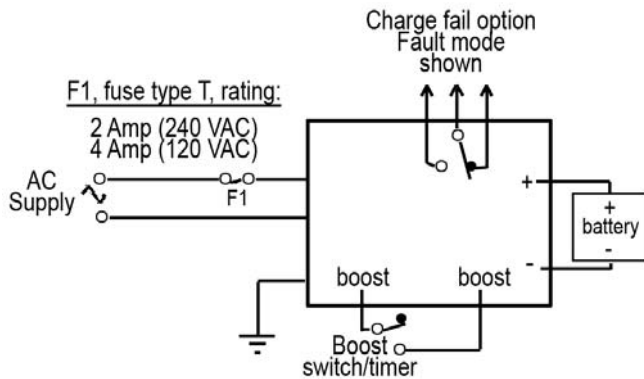 Charge fail option
Fault mode
shown
F1, fuse type T, rating:
2 Amp (240 VAC)
4 Amp (120 VAC)
AC
Supply
F1
+
+
battery
-
-
boost
boost
Boost
switch/timer